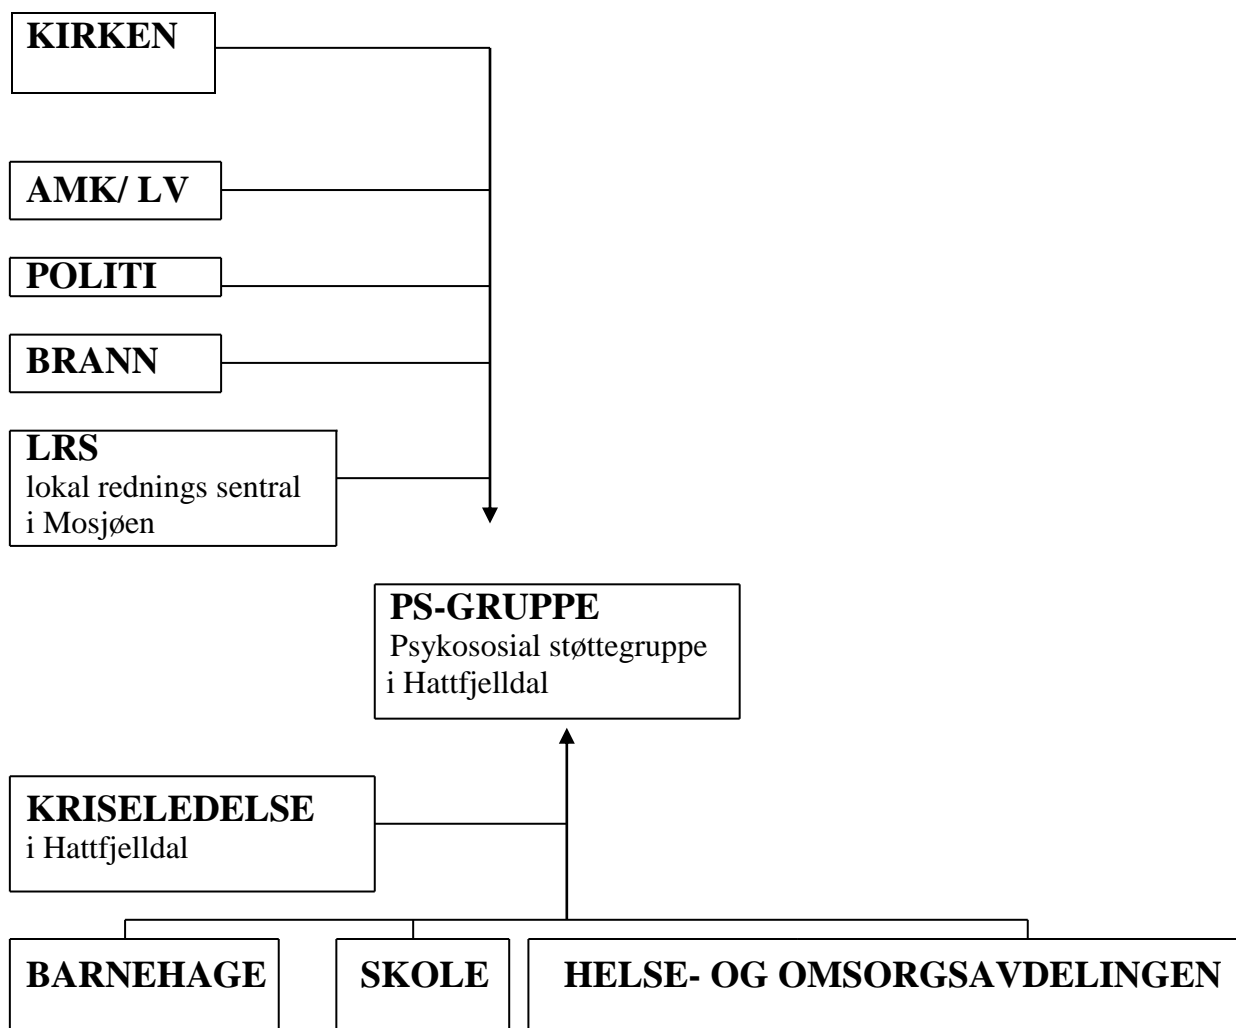 KIRKEN
AMK/ LV
POLITI
BRANN
LRS
lokal rednings sentral
i Mosjøen
PS-GRUPPE
Psykososial støttegruppe
i Hattfjelldal
KRISELEDELSE
i Hattfjelldal
BARNEHAGE
SKOLE
HELSE- OG OMSORGSAVDELINGEN